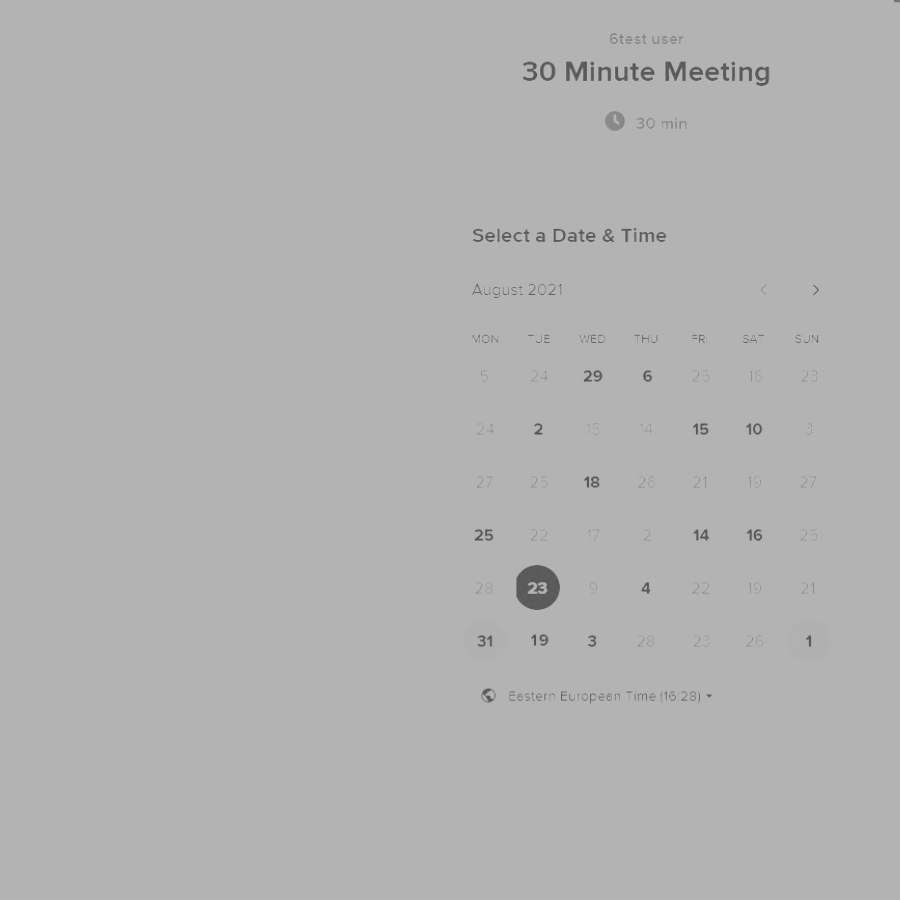 6test user
30 Minute Meeting
30 min
Select a Date & Time
August 2021
MON TUE WED THU FRI SAT SUN
5 24 29 6 25 16 23
24 2 15 14 15 10 3
27 25 18 26 21 19 27
25 22 17 2 14 16 25
28 23 9 4 22 19 21
31 19 3 28 23 26 1
Eastern European Time (16:28)